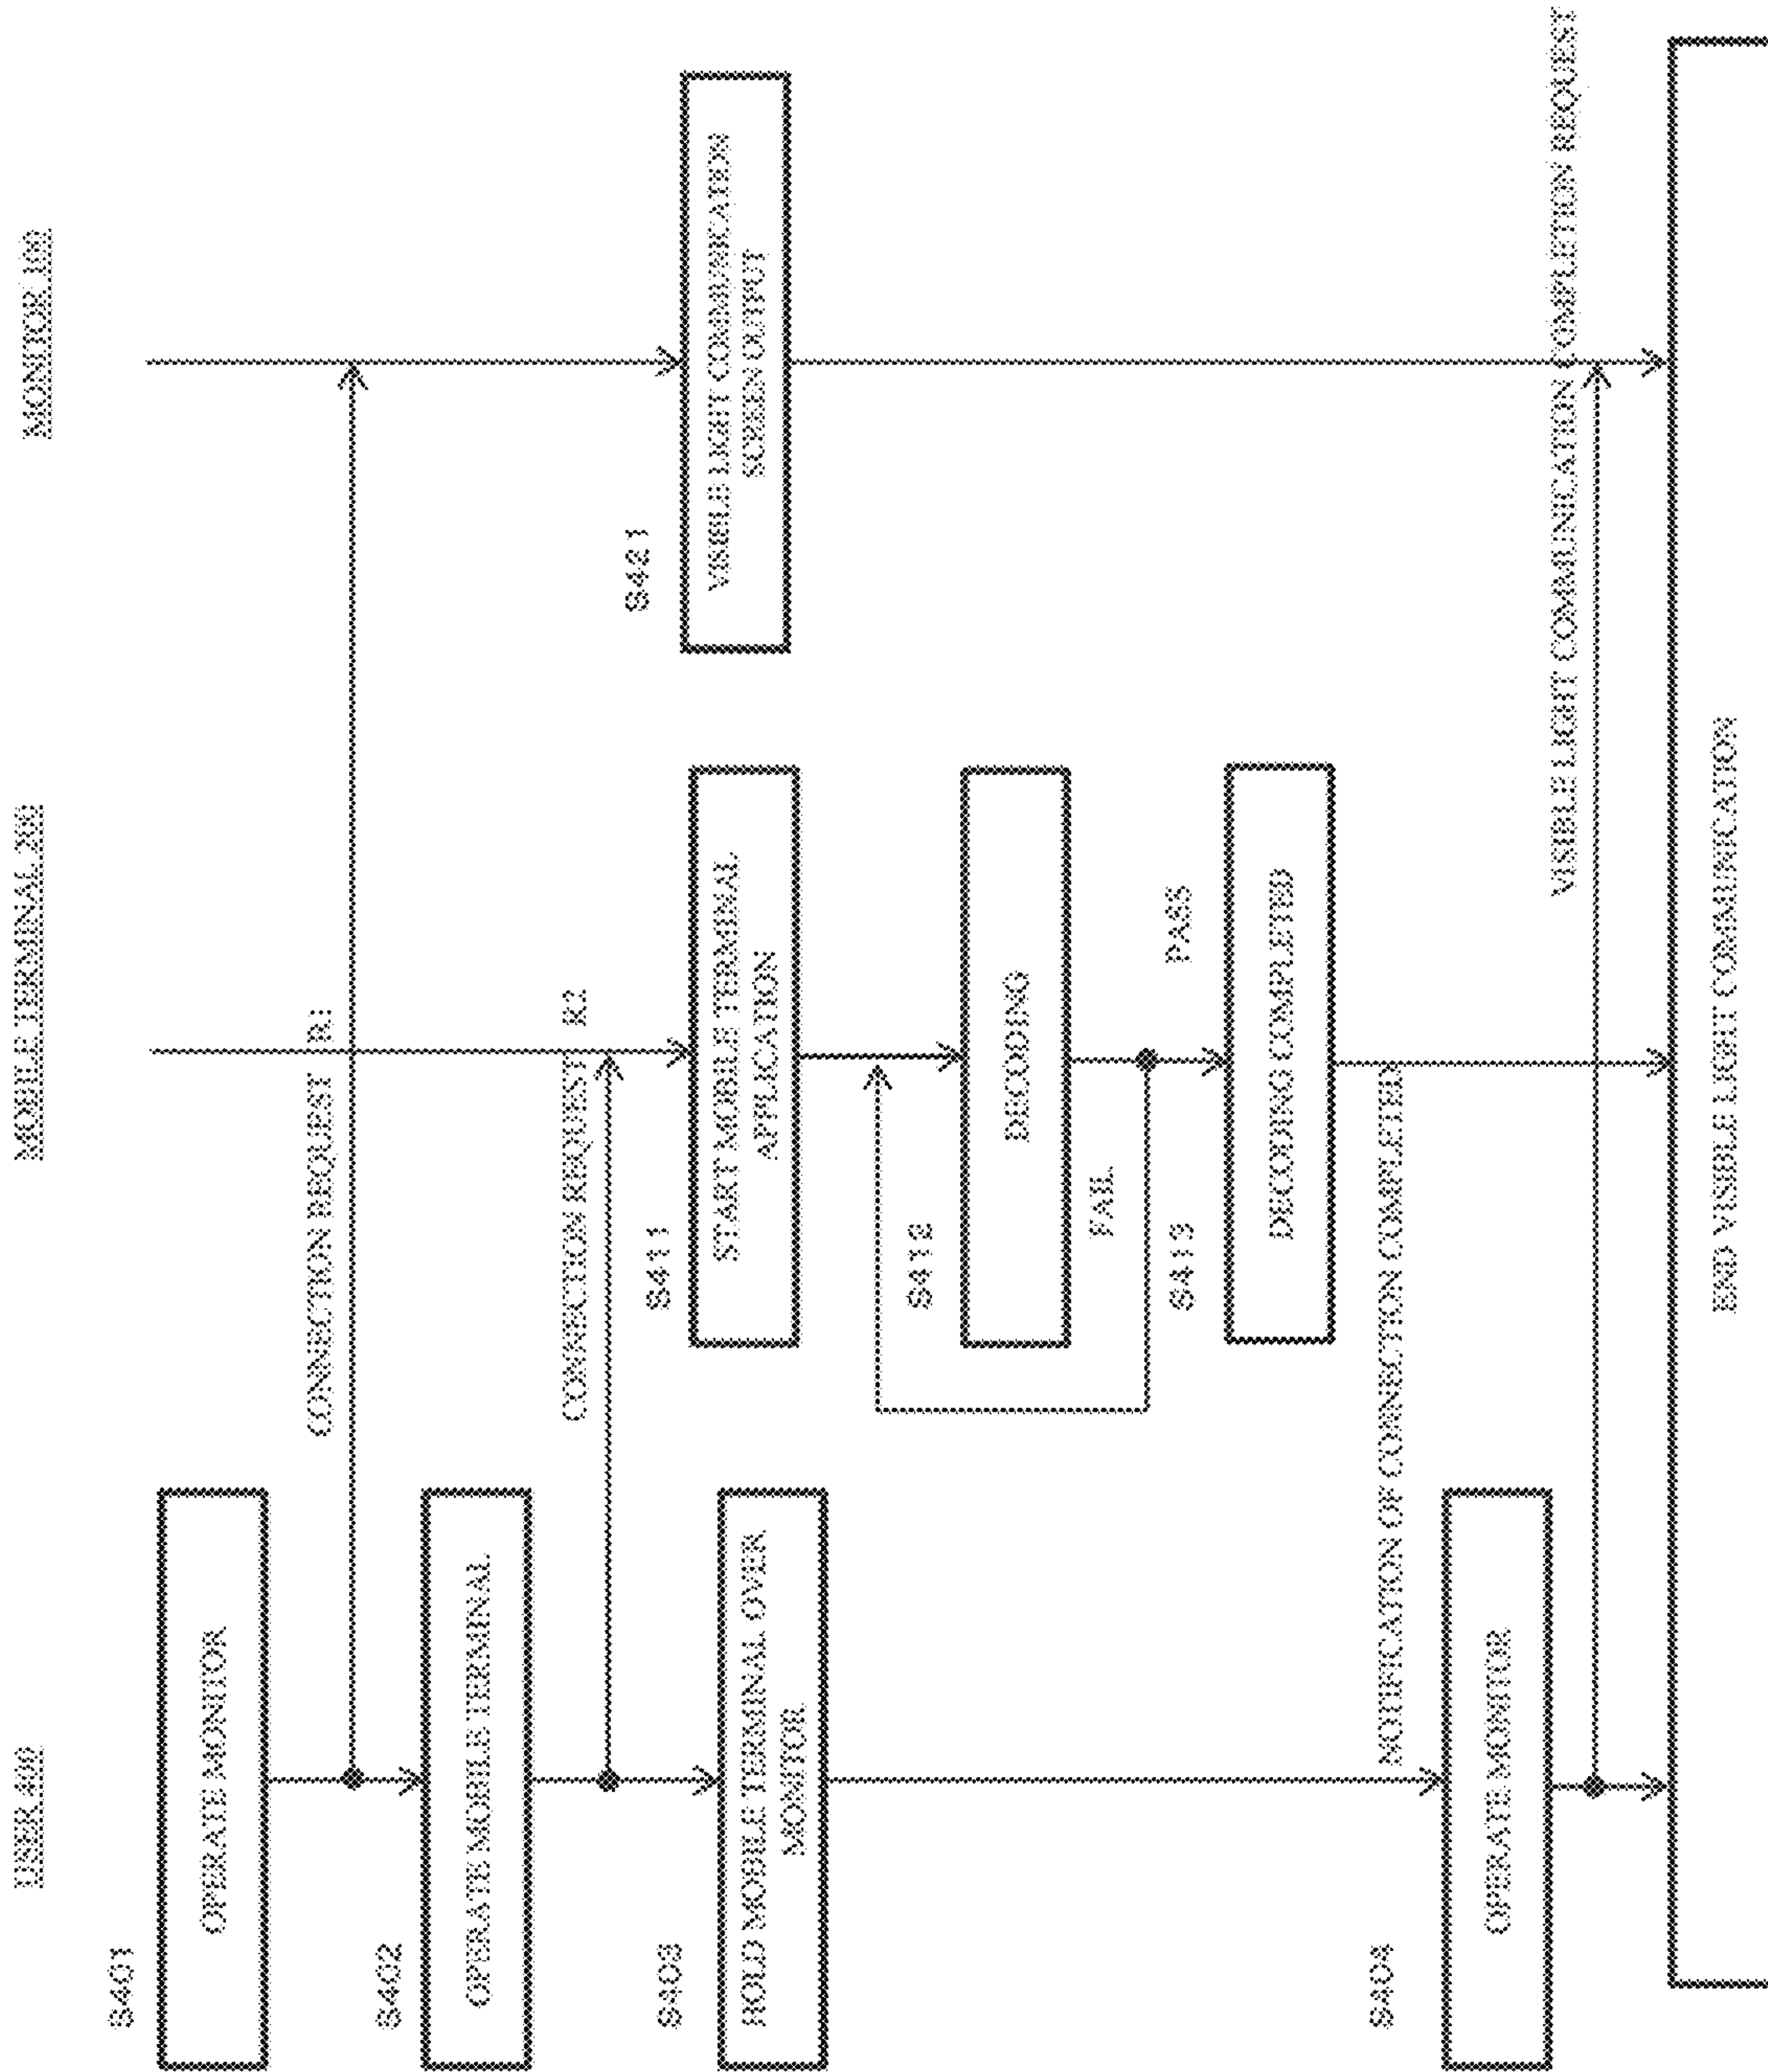 USER 400
MOBILE TERMINAL 200
MONITOR 100
S401
OPERATE MONITOR
CONNECTION REQUEST R1
S402
OPERATE MOBILE TERMINAL
CONNECTION REQUEST R2
S403
HOLD MOBILE TERMINAL OVER
MONITOR
S411
START MOBILE TERMINAL
APPLICATION
S421
VISIBLE LIGHT COMMUNICATION
SCREEN OUTPUT
S412
DECODING
FAIL
PASS
S413
DECODING COMPLETED
NOTIFICATION OF CONNECTION COMPLETED
S404
OPERATE MONITOR
VISIBLE LIGHT COMMUNICATION COMPLETION REQUEST
END VISIBLE LIGHT COMMUNICATION